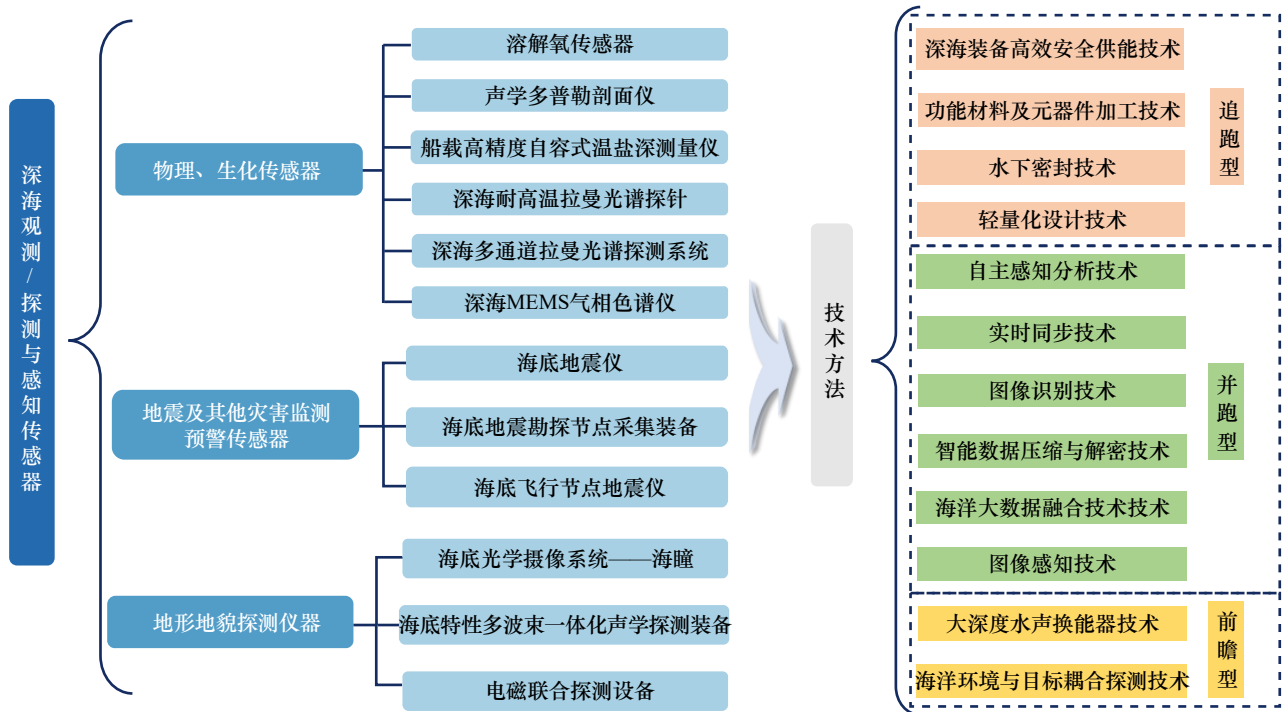 深海观测/探测与感知传感器
物理、生化传感器
溶解氧传感器
声学多普勒剖面仪
船载高精度自容式温盐深测量仪
深海耐高温拉曼光谱探针
深海多通道拉曼光谱探测系统
深海MEMS气相色谱仪
地震及其他灾害监测
预警传感器
海底地震仪
海底地震勘探节点采集装备
海底飞行节点地震仪
地形地貌探测仪器
海底光学摄像系统——海瞳
海底特性多波束一体化声学探测装备
电磁联合探测设备
技术方法
深海装备高效安全供能技术
功能材料及元器件加工技术
水下密封技术
轻量化设计技术
追跑型
自主感知分析技术
实时同步技术
图像识别技术
智能数据压缩与解密技术
海洋大数据融合技术技术
图像感知技术
并跑型
大深度水声换能器技术
海洋环境与目标耦合探测技术
前瞻型